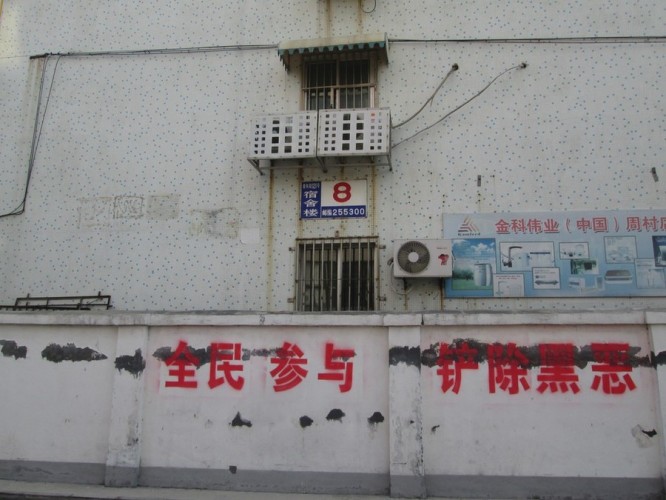 宿舍楼
8
邮政255300
金科伟业（中国）周村
全民 参与 铲除黑恶